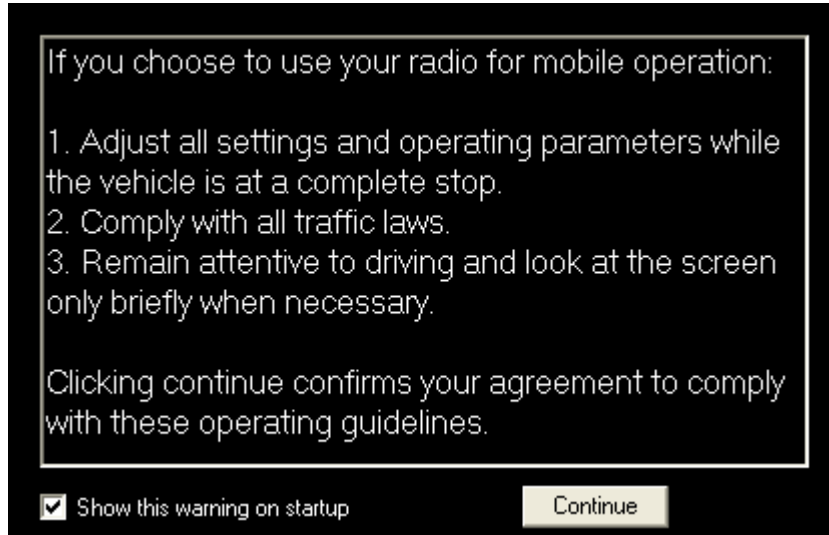 If you choose to use your radio for mobile operation:
1. Adjust all settings and operating parameters while
the vehicle is at a complete stop.
2. Comply with all traffic laws.
3. Remain attentive to driving and look at the screen
only briefly when necessary.
Clicking continue confirms your agreement to comply
with these operating guidelines.
Show this warning on startup
Continue